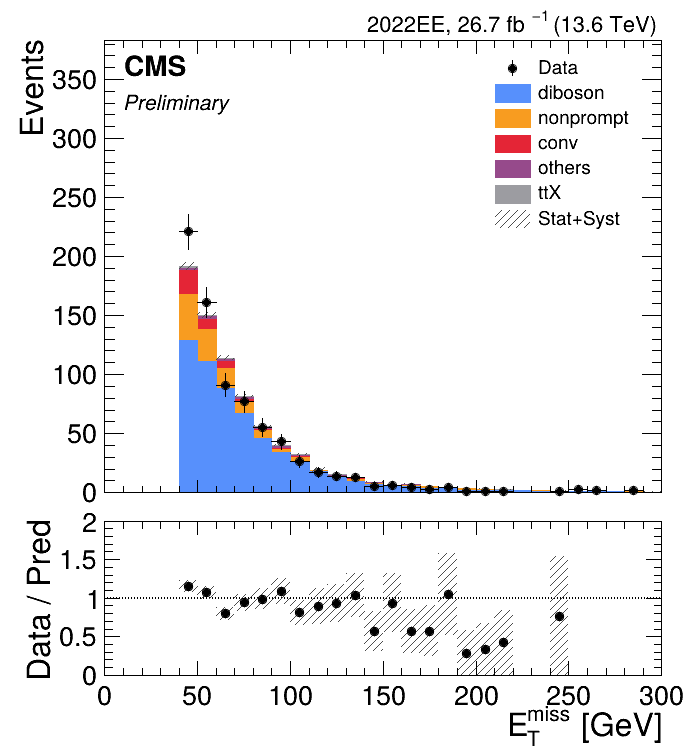 2022EE, 26.7 fb⁻¹ (13.6 TeV)
CMS
Preliminary
Data
diboson
nonprompt
conv
others
ttX
Stat+Syst
Events
350
300
250
200
150
100
50
0
Data / Pred
2
1.5
1
0.5
0
0 50 100 150 200 250 300
E_T^miss [GeV]